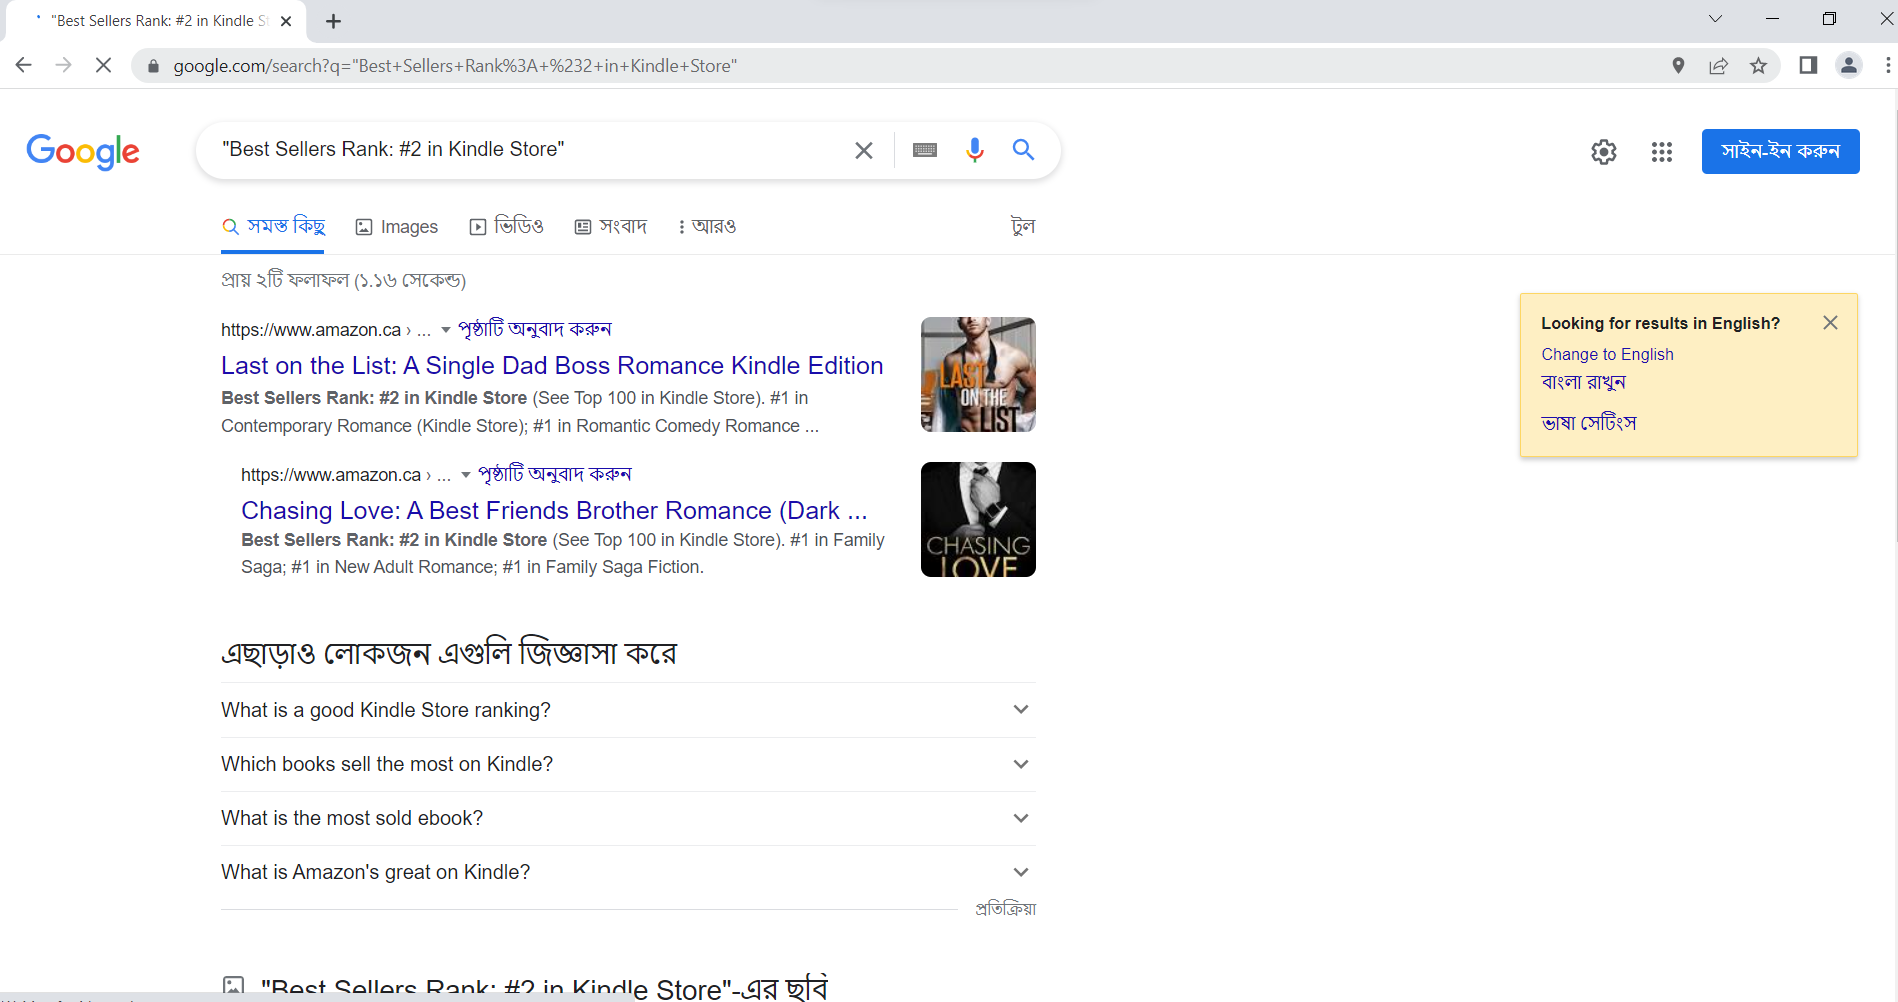 "Best Sellers Rank: #2 in Kindle St
google.com/search?q="Best+Sellers+Rank%3A+%232+in+Kindle+Store"
Google
"Best Sellers Rank: #2 in Kindle Store"
সাইন-ইন করুন
সমস্ত কিছু
Images
ভিডিও
সংবাদ
আরও
টুল
প্রায় ২টি ফলাফল (১.১৬ সেকেন্ড)
https://www.amazon.ca › ... পৃষ্ঠাটি অনুবাদ করুন
Last on the List: A Single Dad Boss Romance Kindle Edition
Best Sellers Rank: #2 in Kindle Store (See Top 100 in Kindle Store). #1 in
Contemporary Romance (Kindle Store); #1 in Romantic Comedy Romance ...
LAST
ON THE
LIST
https://www.amazon.ca › ... পৃষ্ঠাটি অনুবাদ করুন
Chasing Love: A Best Friends Brother Romance (Dark ...
Best Sellers Rank: #2 in Kindle Store (See Top 100 in Kindle Store). #1 in Family
Saga; #1 in New Adult Romance; #1 in Family Saga Fiction.
CHASING
LOVE
Looking for results in English?
Change to English
বাংলা রাখুন
ভাষা সেটিংস
এছাড়াও লোকজন এগুলি জিজ্ঞাসা করে
What is a good Kindle Store ranking?
Which books sell the most on Kindle?
What is the most sold ebook?
What is Amazon's great on Kindle?
প্রতিক্রিয়া
"Best Sellers Rank: #2 in Kindle Store"-এর ছবি